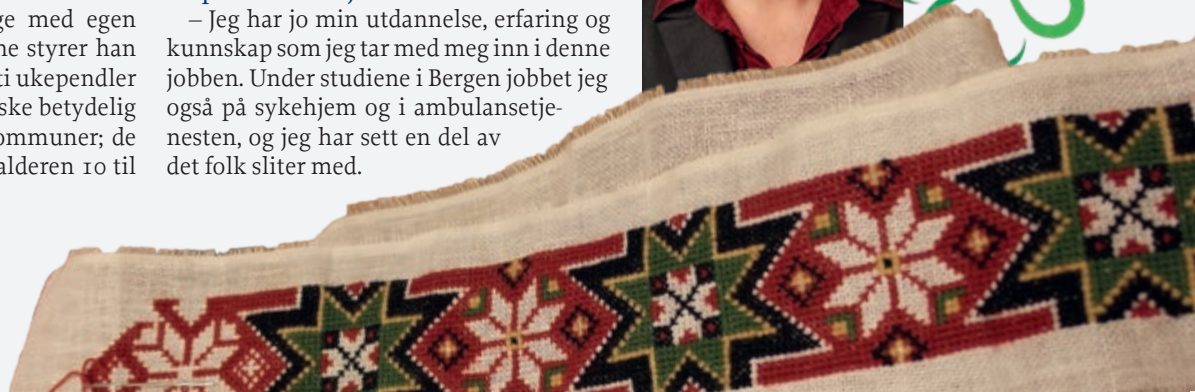 ge med egen
ne styrer han
ti ukependler
ske betydelig
ommuner; de
alderen 10 til
– Jeg har jo min utdannelse, erfaring og
kunnskap som jeg tar med meg inn i denne
jobben. Under studiene i Bergen jobbet jeg
også på sykehjem og i ambulansetje-
nesten, og jeg har sett en del av
det folk sliter med.